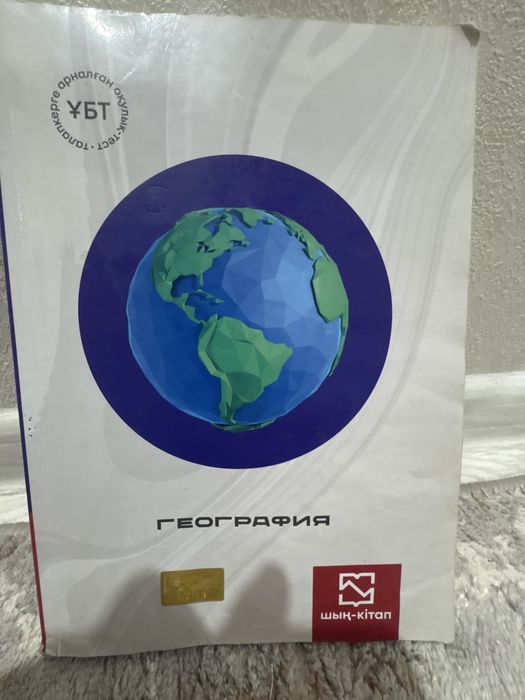 талапкерге арналған оқулық-тест •
ҰБТ
ГЕОГРАФИЯ
шың-кітап